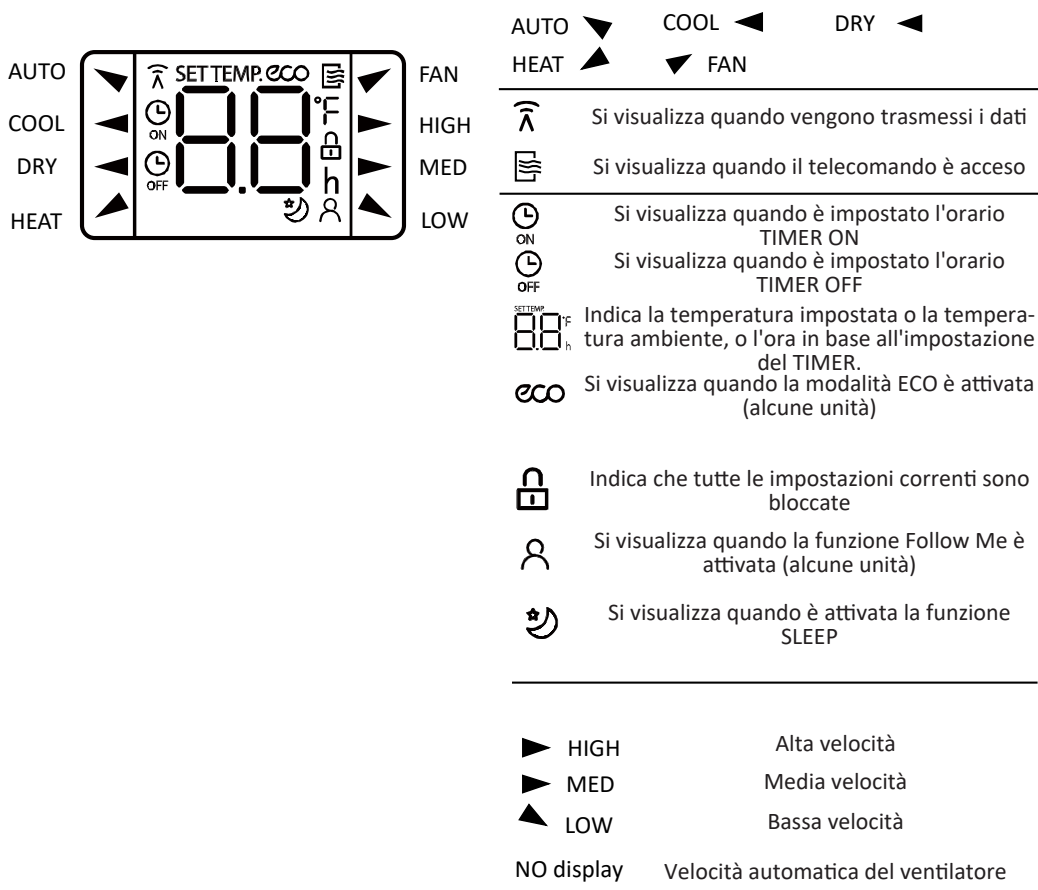 AUTO
COOL
DRY
HEAT
SET TEMP. eco
ON
OFF
°F
h
FAN
HIGH
MED
LOW
AUTO COOL DRY
HEAT FAN
Si visualizza quando vengono trasmessi i dati
Si visualizza quando il telecomando è acceso
ON
Si visualizza quando è impostato l'orario
TIMER ON
OFF
Si visualizza quando è impostato l'orario
TIMER OFF
SET TEMP.
8.8 °F
h
Indica la temperatura impostata o la tempera-
tura ambiente, o l'ora in base all'impostazione
del TIMER.
eco
Si visualizza quando la modalità ECO è attivata
(alcune unità)
Indica che tutte le impostazioni correnti sono
bloccate
Si visualizza quando la funzione Follow Me è
attivata (alcune unità)
Si visualizza quando è attivata la funzione
SLEEP
HIGH Alta velocità
MED Media velocità
LOW Bassa velocità
NO display Velocità automatica del ventilatore